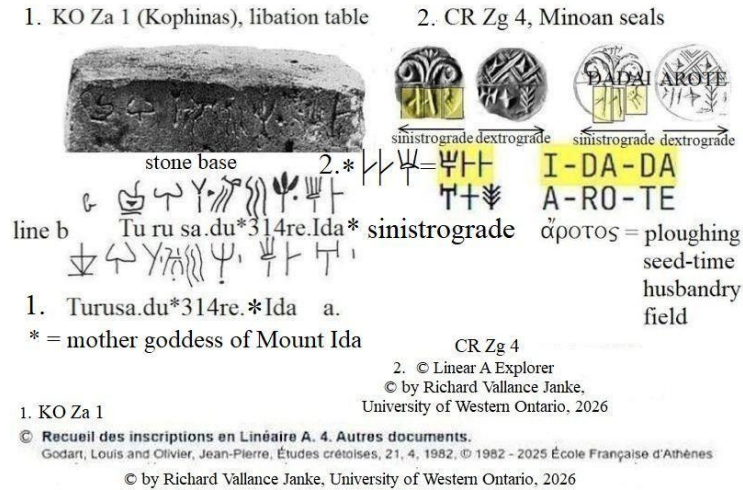 1. KO Za 1 (Kophinas), libation table
2. CR Zg 4, Minoan seals
DADAI AROTE
sinistrograde dextrograde
sinistrograde dextrograde
stone base
2.* 𐘀𐘀𐘚=𐘚𐘀𐘀
I-DA-DA
A-RO-TE
line b Tu ru sa.du*314re.Ida* sinistrograde
ἄροτος = ploughing
seed-time
husbandry
field
1. Turusa.du*314re.*Ida a.
* = mother goddess of Mount Ida
CR Zg 4
2. © Linear A Explorer
© by Richard Vallance Janke,
University of Western Ontario, 2026
1. KO Za 1
© Recueil des inscriptions en Linéaire A. 4. Autres documents.
Godart, Louis and Olivier, Jean-Pierre, Études crétoises, 21, 4, 1982, © 1982 - 2025 École Française d'Athènes
© by Richard Vallance Janke, University of Western Ontario, 2026